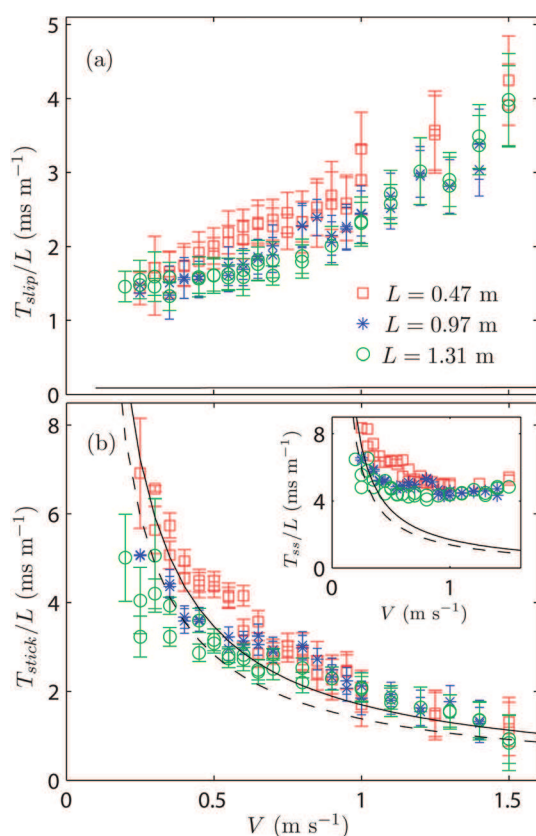 5
4
3
2
1
0
T_slip/L (ms m⁻¹)
(a)
L = 0.47 m
L = 0.97 m
L = 1.31 m
8
6
4
2
0
T_stick/L (ms m⁻¹)
(b)
8
4
0
T_ss/L (ms m⁻¹)
0 1
V (m s⁻¹)
0 0.5 1 1.5
V (m s⁻¹)